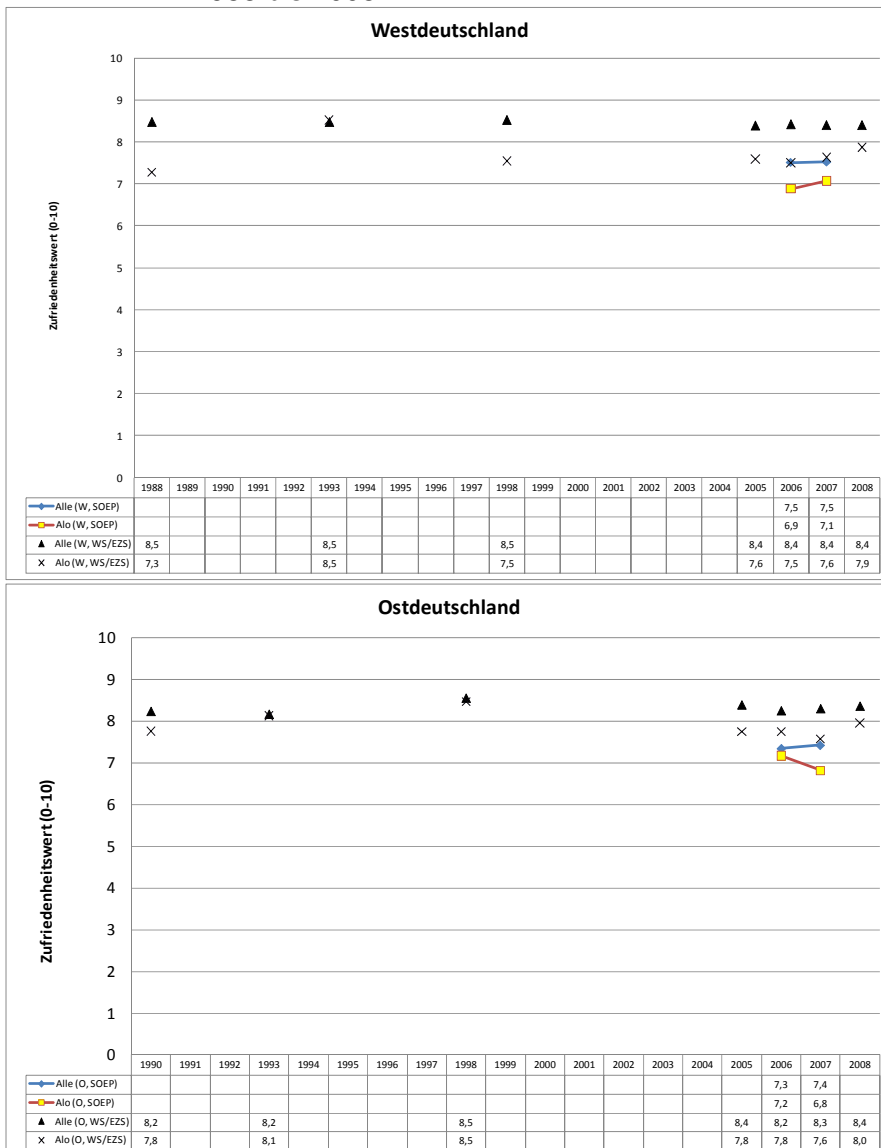 Westdeutschland
10
9
8
7
6
5
4
3
2
1
0
Zufriedenheitswert (0-10)
1988 1989 1990 1991 1992 1993 1994 1995 1996 1997 1998 1999 2000 2001 2002 2003 2004 2005 2006 2007 2008
Alle (W, SOEP) 7,5 7,5
Alo (W, SOEP) 6,9 7,1
Alle (W, WS/EZS) 8,5 8,5 8,5 8,4 8,4 8,4 8,4
Alo (W, WS/EZS) 7,3 8,5 7,5 7,6 7,5 7,6 7,9
Ostdeutschland
10
9
8
7
6
5
4
3
2
1
0
Zufriedenheitswert (0-10)
1990 1991 1992 1993 1994 1995 1996 1997 1998 1999 2000 2001 2002 2003 2004 2005 2006 2007 2008
Alle (O, SOEP) 7,3 7,4
Alo (O, SOEP) 7,2 6,8
Alle (O, WS/EZS) 8,2 8,2 8,5 8,4 8,2 8,3 8,4
Alo (O, WS/EZS) 7,8 8,1 8,5 7,8 7,8 7,6 8,0